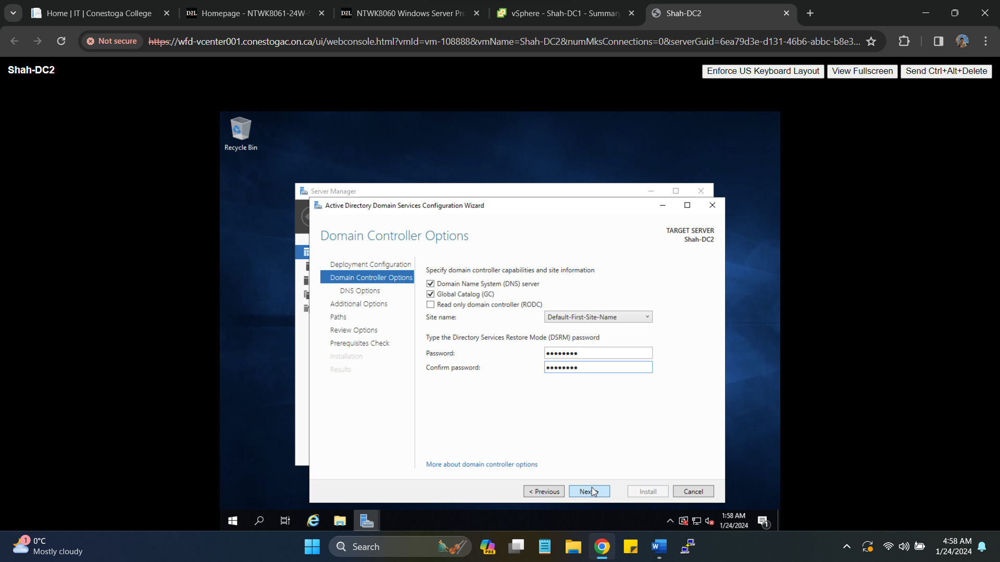 Home | IT | Conestoga College
Homepage - NTWK8061-24W-S
NTWK8060 Windows Server Pro
vSphere - Shah-DC1 - Summary
Shah-DC2
Not secure
https://wfd-vcenter001.conestogac.on.ca/ui/webconsole.html?vmId=vm-108888&vmName=Shah-DC2&numMksConnections=0&serverGuid=6ea79d3e-d131-46b6-abbc-b8e3...
Shah-DC2
Enforce US Keyboard Layout
View Fullscreen
Send Ctrl+Alt+Delete
Recycle Bin
Server Manager
Active Directory Domain Services Configuration Wizard
Domain Controller Options
TARGET SERVER
Shah-DC2
Deployment Configuration
Domain Controller Options
DNS Options
Additional Options
Paths
Review Options
Prerequisites Check
Installation
Results
Specify domain controller capabilities and site information
Domain Name System (DNS) server
Global Catalog (GC)
Read only domain controller (RODC)
Site name:
Default-First-Site-Name
Type the Directory Services Restore Mode (DSRM) password
Password:
••••••••
Confirm password:
••••••••
More about domain controller options
< Previous
Next >
Install
Cancel
1:58 AM
1/24/2024
1
1
0°C
Mostly cloudy
Search
PRE
4:58 AM
1/24/2024